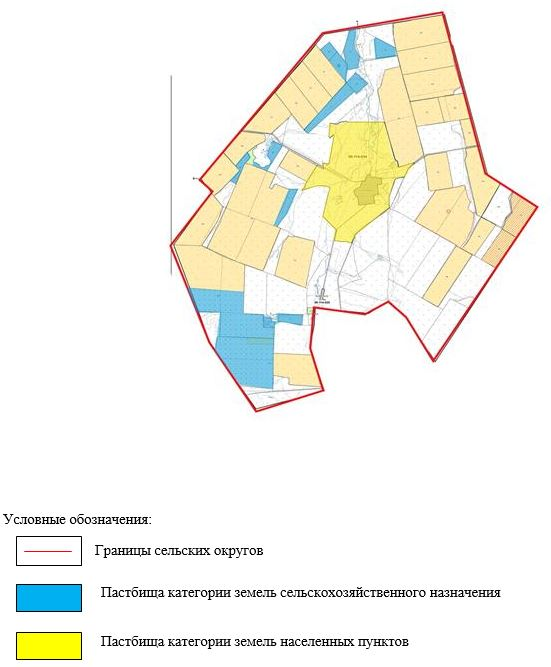 Условные обозначения:
Границы сельских округов
Пастбища категории земель сельскохозяйственного назначения
Пастбища категории земель населенных пунктов